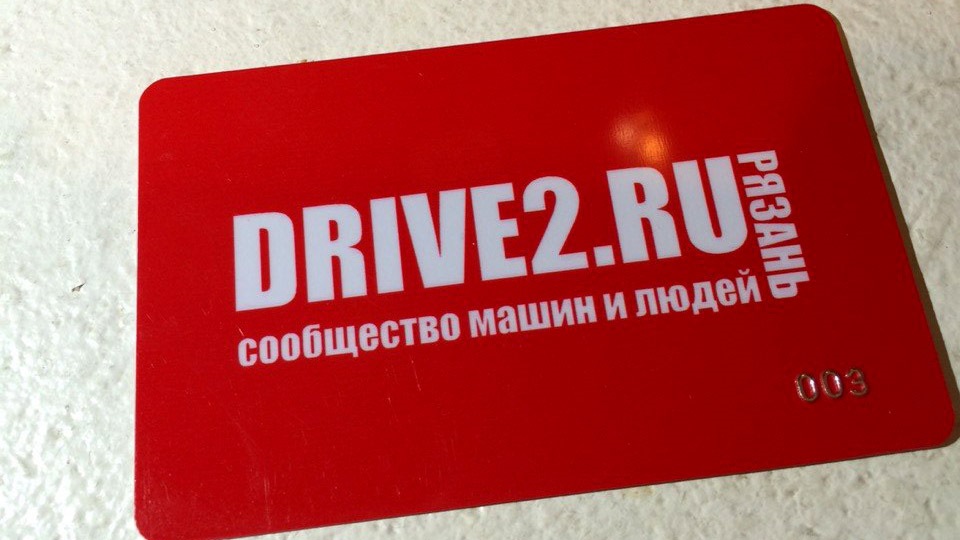 DRIVE2.RU
РЯЗАНЬ
сообщество машин и людей
003